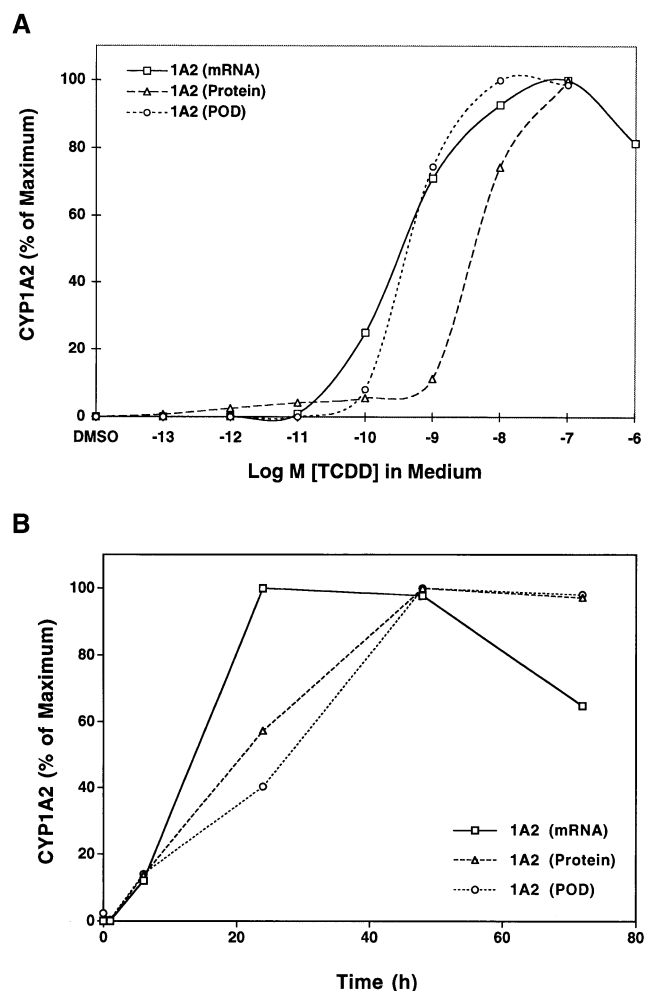 A
1A2 (mRNA)
1A2 (Protein)
1A2 (POD)
100
80
60
40
20
0
CYP1A2 (% of Maximum)
DMSO -13 -12 -11 -10 -9 -8 -7 -6
Log M [TCDD] in Medium
B
100
80
60
40
20
0
CYP1A2 (% of Maximum)
1A2 (mRNA)
1A2 (Protein)
1A2 (POD)
0 20 40 60 80
Time (h)